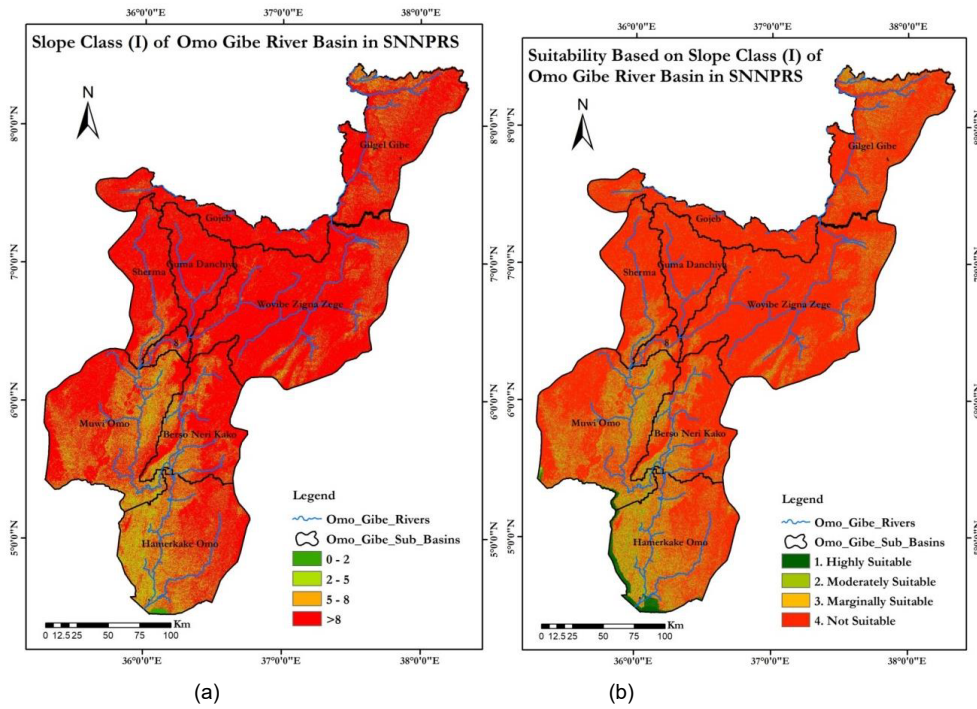 36°0'0"E 37°0'0"E 38°0'0"E
Slope Class (I) of Omo Gibe River Basin in SNNPRS
N
8°0'0"N
7°0'0"N
6°0'0"N
5°0'0"N
Gilgel Gibe
Gojeb
Guma Danchiya
Sherma
Woyibe Zigna Zege
Muwi Omo
Berso Neri Kako
Hamerkake Omo
Legend
Omo_Gibe_Rivers
Omo_Gibe_Sub_Basins
0 - 2
2 - 5
5 - 8
>8
Km
0 12.5 25 50 75 100
36°0'0"E 37°0'0"E 38°0'0"E
(a)
36°0'0"E 37°0'0"E 38°0'0"E
Suitability Based on Slope Class (I) of
Omo Gibe River Basin in SNNPRS
N
8°0'0"N
7°0'0"N
6°0'0"N
5°0'0"N
Gilgel Gibe
Gojeb
Guma Danchiya
Sherma
Woyibe Zigna Zege
Muwi Omo
Berso Neri Kako
Hamerkake Omo
Legend
Omo_Gibe_Rivers
Omo_Gibe_Sub_Basins
1. Highly Suitable
2. Moderately Suitable
3. Marginally Suitable
4. Not Suitable
Km
0 12.5 25 50 75 100
36°0'0"E 37°0'0"E 38°0'0"E
(b)